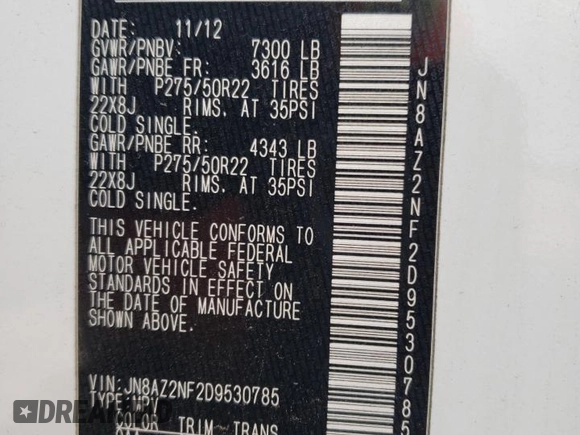 DATE: 11/12
GVWR/PNBV: 7300 LB
GAWR/PNBE FR: 3616 LB
WITH P275/50R22 TIRES
22X8J RIMS. AT 35PSI
COLD SINGLE.
GAWR/PNBE RR: 4343 LB
WITH P275/50R22 TIRES
22X8J RIMS. AT 35PSI
COLD SINGLE.
THIS VEHICLE CONFORMS TO
ALL APPLICABLE FEDERAL
MOTOR VEHICLE SAFETY
STANDARDS IN EFFECT ON
THE DATE OF MANUFACTURE
SHOWN ABOVE.
VIN:JN8AZ2NF2D9530785
TYPE:MPV
COLOR TRIM TRANS
JN8AZ2NF2D9530785